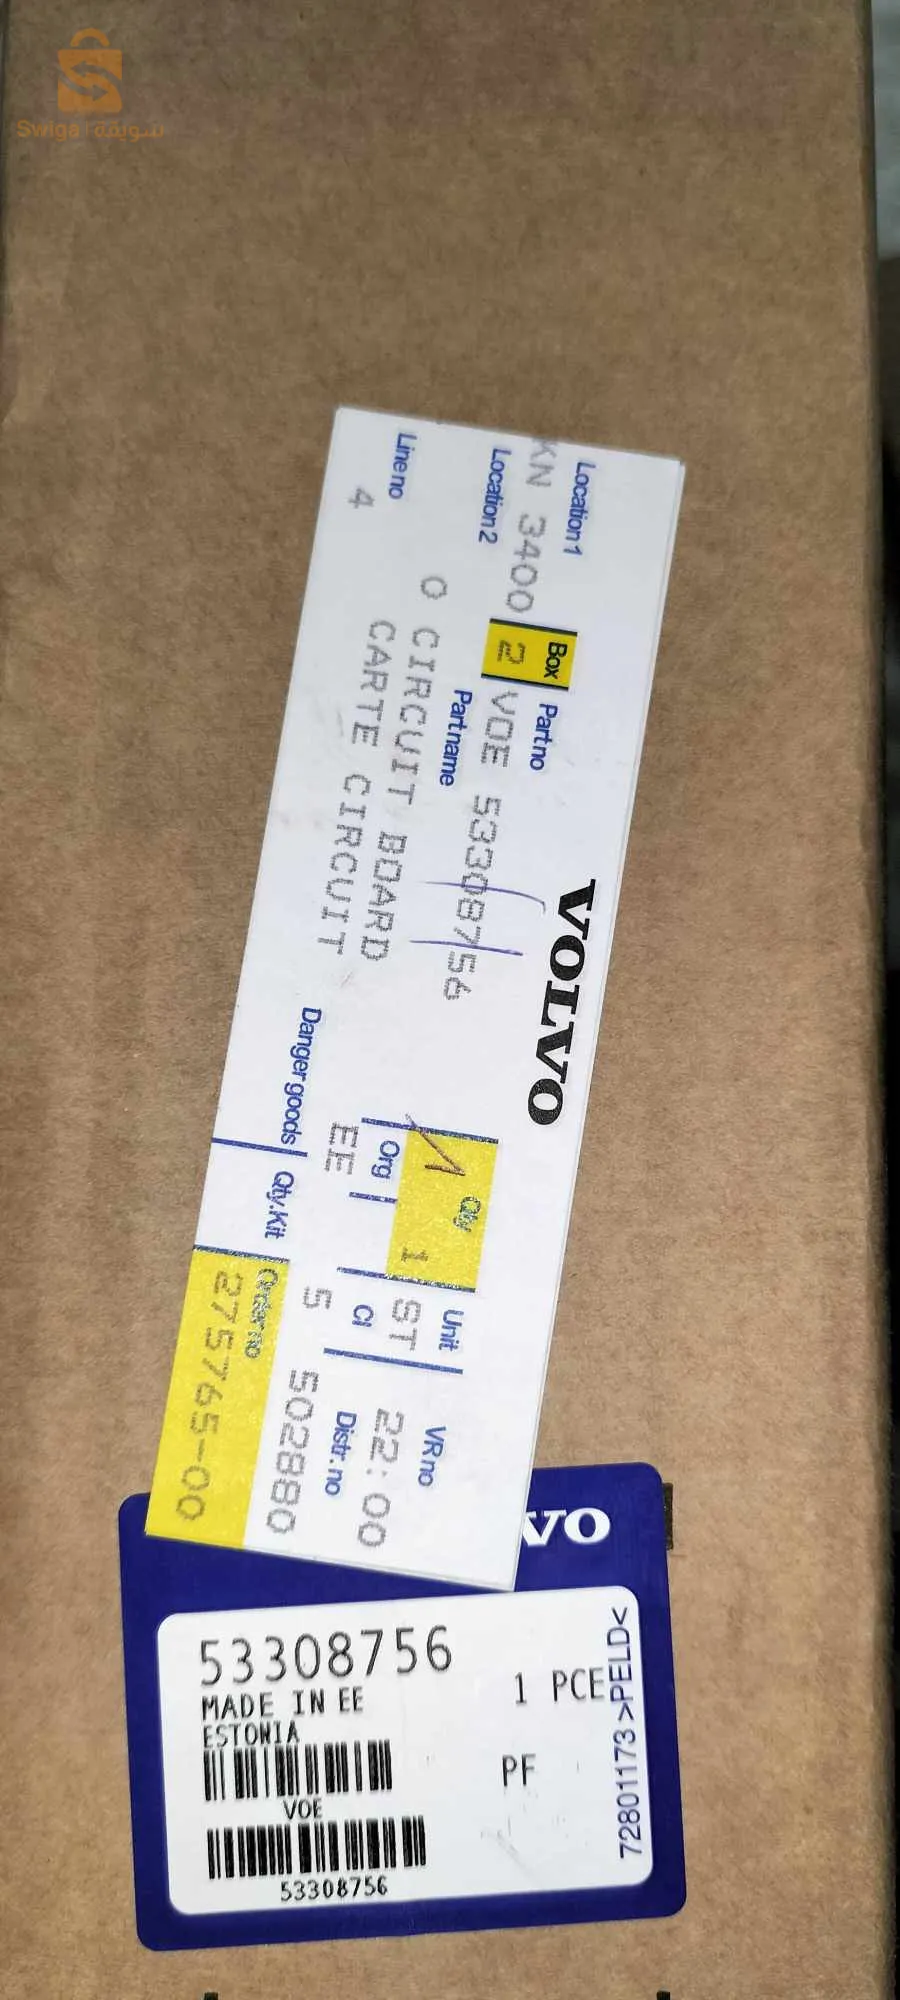 Swiga | سويقة
VOLVO
Location 1
KN 3400
Location 2
Box
2
Part no
VOE 53308756
Part name
O CIRCUIT BOARD
CARTE CIRCUIT
Line no
4
Qty
1
Unit
ST
VR no
22:00
Org
EE
Cl
5
Distr. no
502880
Danger goods
Qty.Kit
Order no
275765-00
VO
53308756
MADE IN EE
ESTONIA
1 PCE
PF
VOE
53308756
72801173 >PELD<